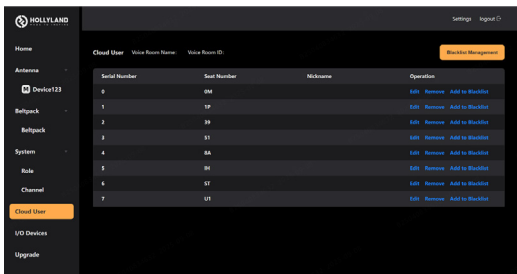 HOLLYLAND
Settings logout
Home
Cloud User Voice Room Name: Voice Room ID: Blacklist Management
Antenna
Serial Number Seat Number Nickname Operation
M Device123
0 0M Edit Remove Add to Blacklist
1 1P Edit Remove Add to Blacklist
Beltpack
2 39 Edit Remove Add to Blacklist
Beltpack
3 51 Edit Remove Add to Blacklist
System
4 8A Edit Remove Add to Blacklist
Role
5 Edit Remove Add to Blacklist
Channel
6 ST Edit Remove Add to Blacklist
7 U1 Edit Remove Add to Blacklist
Cloud User
I/O Devices
Upgrade